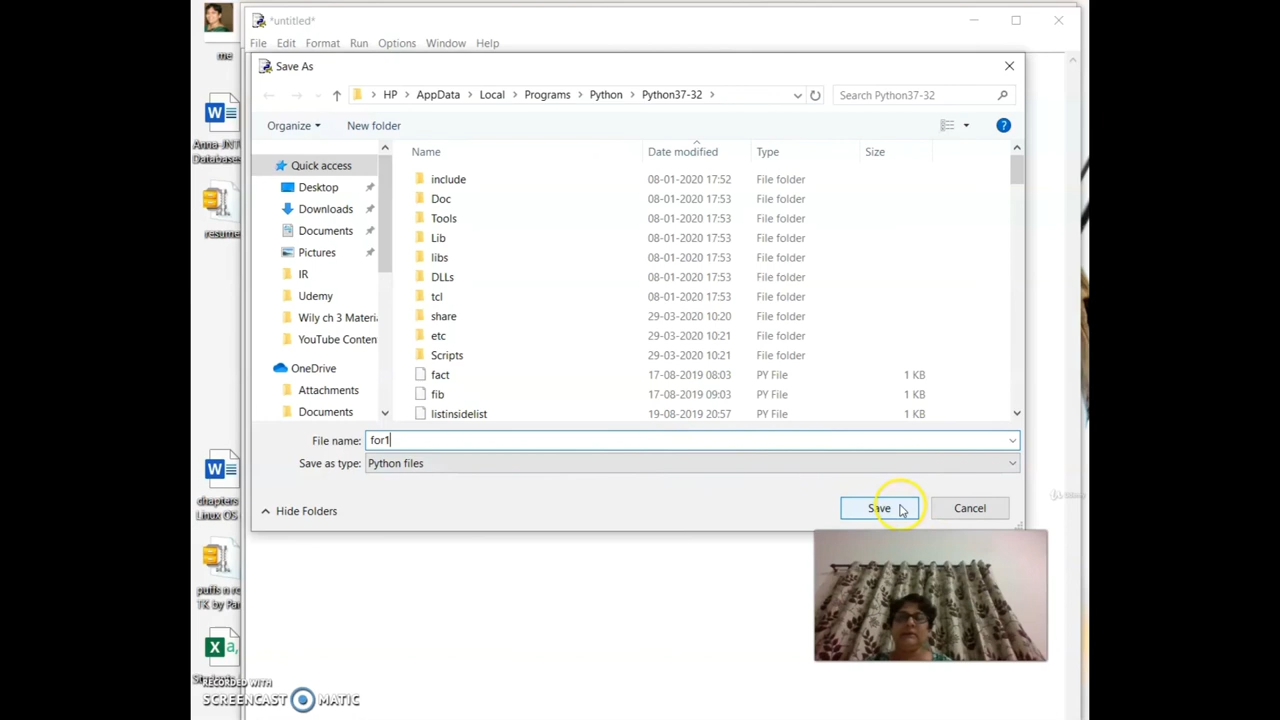 *untitled*
File Edit Format Run Options Window Help
me
Save As
HP > AppData > Local > Programs > Python > Python37-32 >
Search Python37-32
Organize
New folder
Name Date modified Type Size
Quick access
Desktop
Downloads
Documents
Pictures
IR
Udemy
Wily ch 3 Materi
YouTube Conten
OneDrive
Attachments
Documents
include 08-01-2020 17:52 File folder
Doc 08-01-2020 17:53 File folder
Tools 08-01-2020 17:53 File folder
Lib 08-01-2020 17:53 File folder
libs 08-01-2020 17:53 File folder
DLLs 08-01-2020 17:53 File folder
tcl 08-01-2020 17:53 File folder
share 29-03-2020 10:20 File folder
etc 29-03-2020 10:21 File folder
Scripts 29-03-2020 10:21 File folder
fact 17-08-2019 08:03 PY File 1 KB
fib 17-08-2019 09:03 PY File 1 KB
listinsidelist 19-08-2019 20:57 PY File 1 KB
File name: for1
Save as type: Python files
Hide Folders
Save
Cancel
Anna-JNT
Databases
resume
chapters
Linux OS
puffs n ro
TK by Par
RECORDED WITH
SCREENCAST MATIC